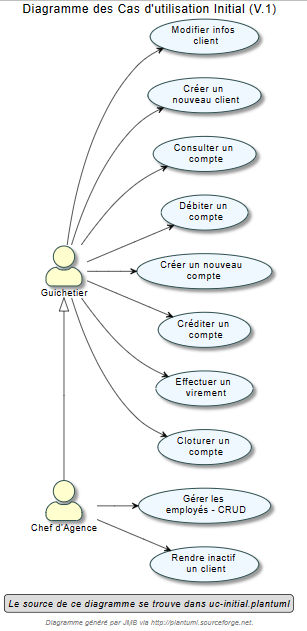 Diagramme des Cas d'utilisation Initial (V.1)
Modifier infos
client
Créer un
nouveau client
Consulter un
compte
Débiter un
compte
Créer un nouveau
compte
Guichetier
Créditer un
compte
Effectuer un
virement
Cloturer un
compte
Gérer les
employés - CRUD
Chef d'Agence
Rendre inactif
un client
Le source de ce diagramme se trouve dans uc-initial.plantuml
Diagramme généré par JMB via http://plantuml.sourceforge.net.